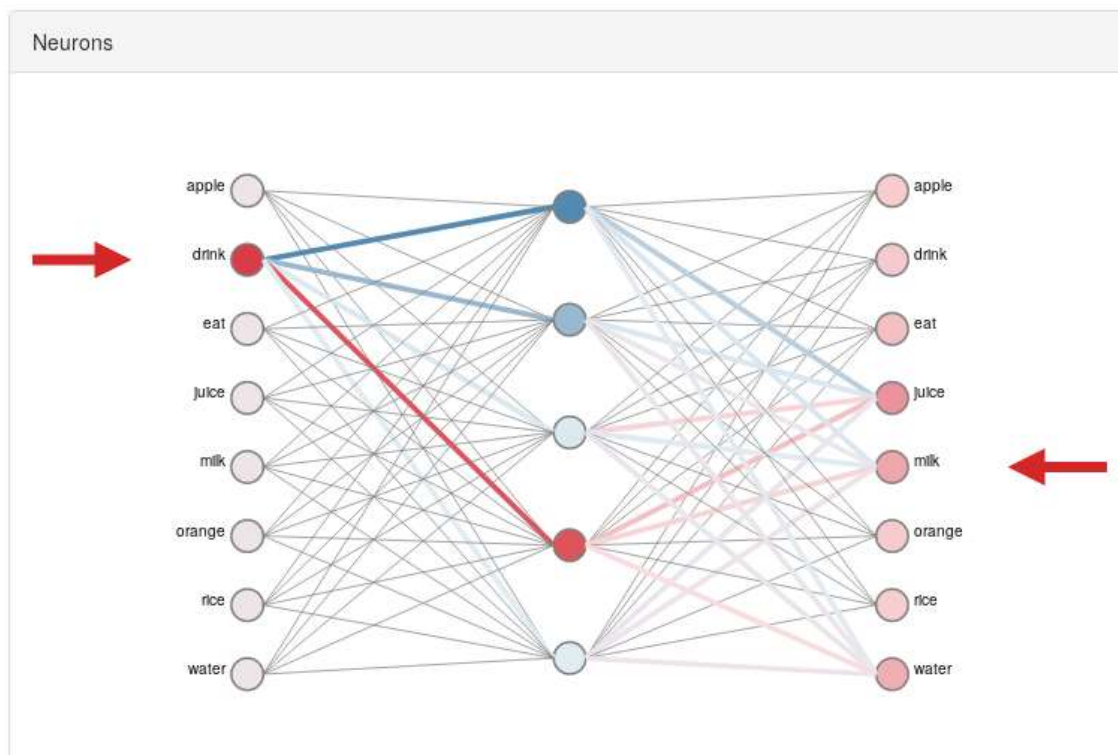 Neurons
apple
drink
eat
juice
milk
orange
rice
water
apple
drink
eat
juice
milk
orange
rice
water